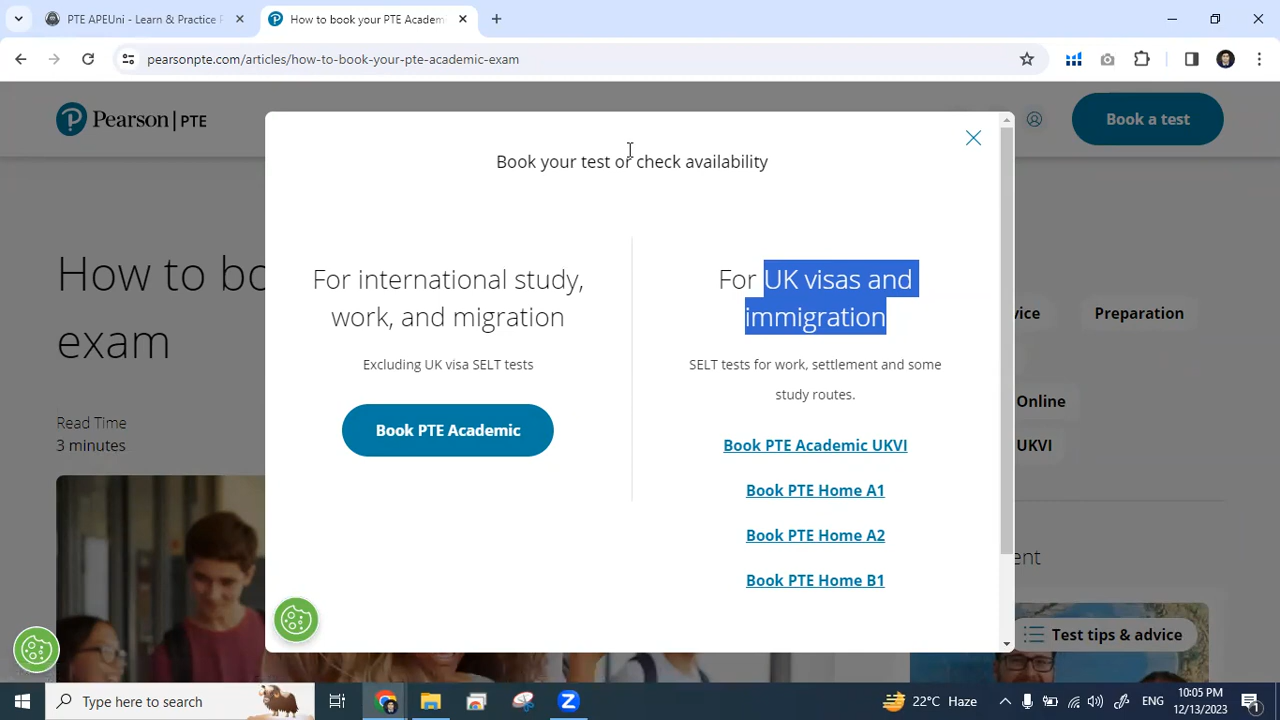 PTE APEUni - Learn & Practice P
How to book your PTE Academ
pearsonpte.com/articles/how-to-book-your-pte-academic-exam
Pearson | PTE
Book a test
Book your test or check availability
How to bo
exam
Read Time
3 minutes
For international study,
work, and migration
Excluding UK visa SELT tests
Book PTE Academic
For UK visas and
immigration
SELT tests for work, settlement and some
study routes.
Book PTE Academic UKVI
Book PTE Home A1
Book PTE Home A2
Book PTE Home B1
ice
Preparation
Online
UKVI
nt
Test tips & advice
Type here to search
22°C Haze
ENG
10:05 PM
12/13/2023
1